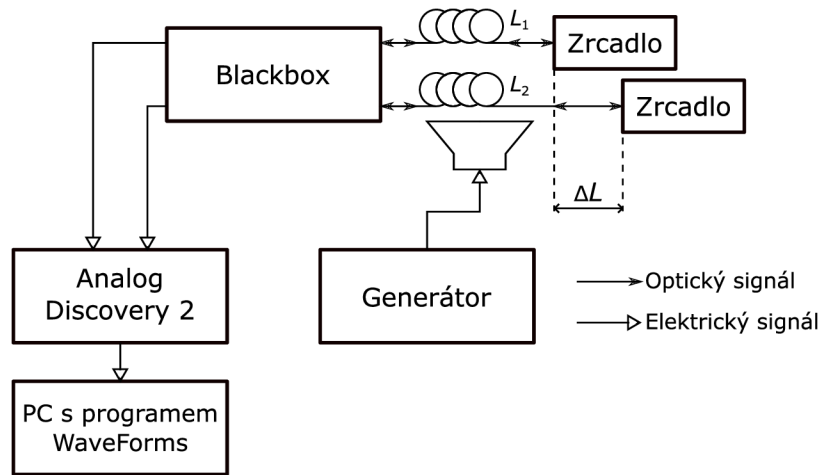 L1
Zrcadlo
Blackbox
L2
Zrcadlo
ΔL
Analog
Discovery 2
Generátor
Optický signál
Elektrický signál
PC s programem
WaveForms